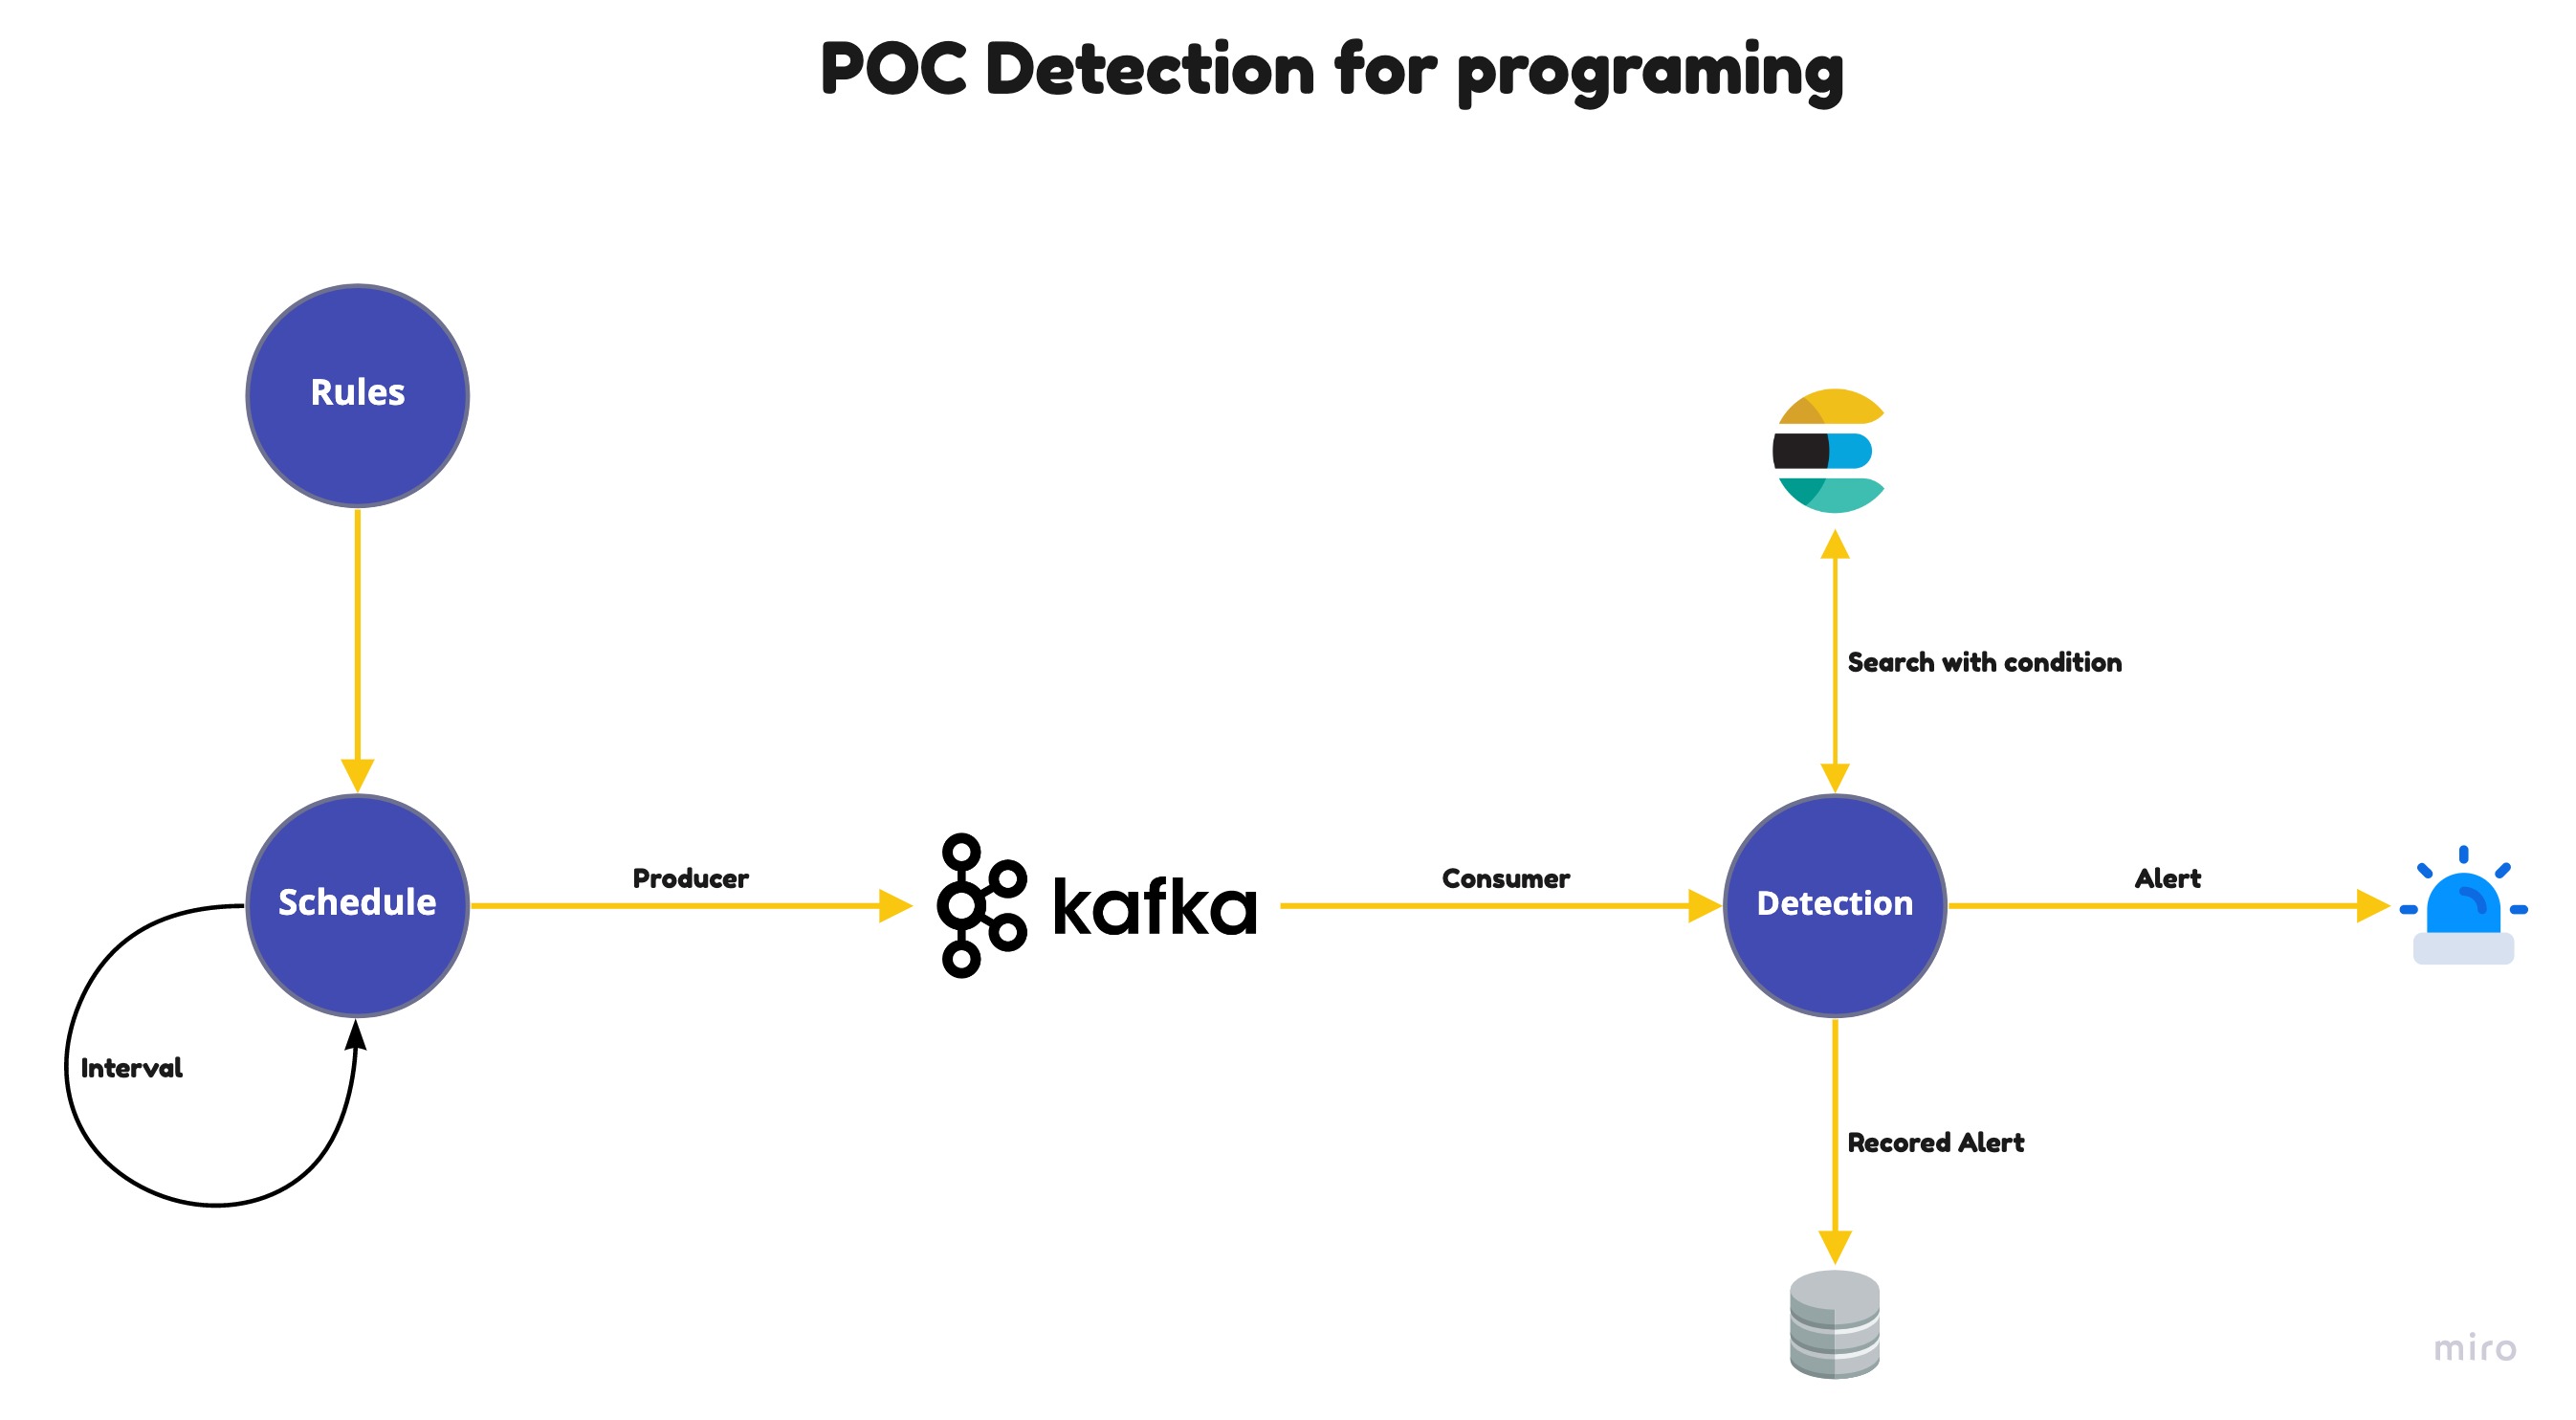 POC Detection for programing
Rules
Search with condition
Schedule
Producer
kafka
Consumer
Detection
Alert
Interval
Recored Alert
miro